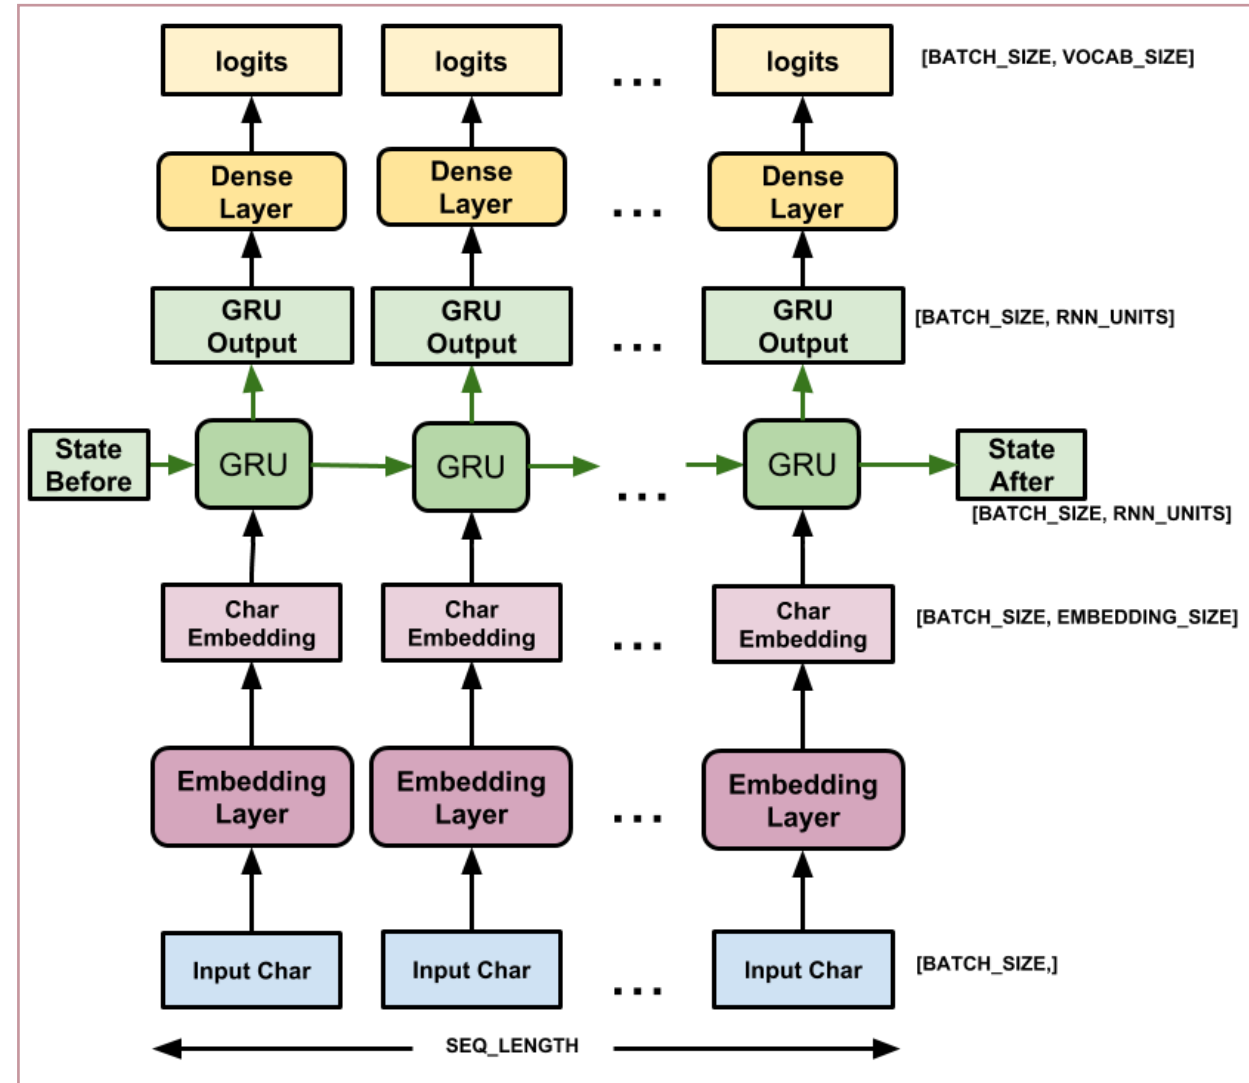 logits
logits
...
logits
[BATCH_SIZE, VOCAB_SIZE]
Dense
Layer
Dense
Layer
...
Dense
Layer
GRU
Output
GRU
Output
...
GRU
Output
[BATCH_SIZE, RNN_UNITS]
State
Before
GRU
GRU
...
GRU
State
After
[BATCH_SIZE, RNN_UNITS]
Char
Embedding
Char
Embedding
...
Char
Embedding
[BATCH_SIZE, EMBEDDING_SIZE]
Embedding
Layer
Embedding
Layer
...
Embedding
Layer
Input Char
Input Char
...
Input Char
[BATCH_SIZE,]
SEQ_LENGTH